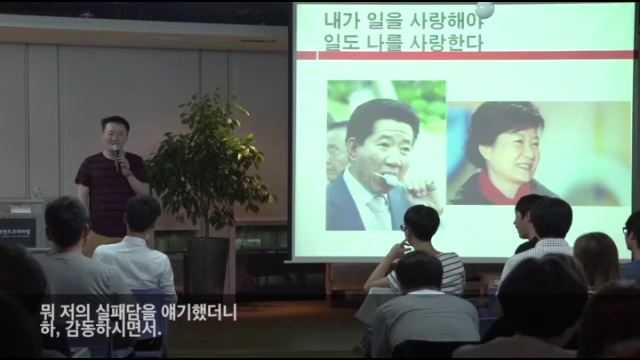 내가 일을 사랑해야
일도 나를 사랑한다
뭐 저의 실패담을 얘기했더니
하, 감동하시면서.